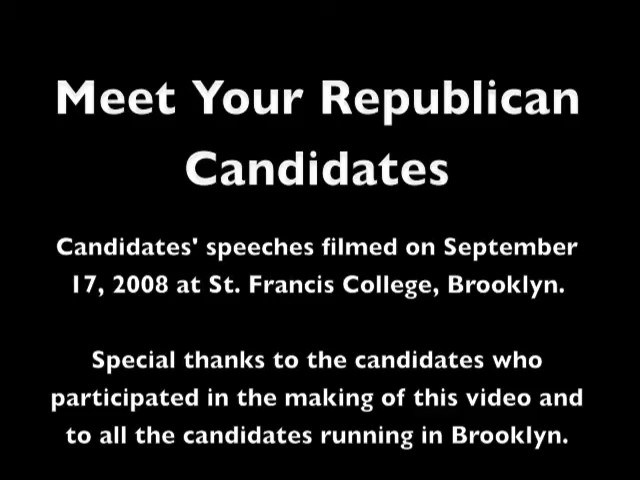 Meet Your Republican
Candidates
Candidates' speeches filmed on September
17, 2008 at St. Francis College, Brooklyn.
Special thanks to the candidates who
participated in the making of this video and
to all the candidates running in Brooklyn.